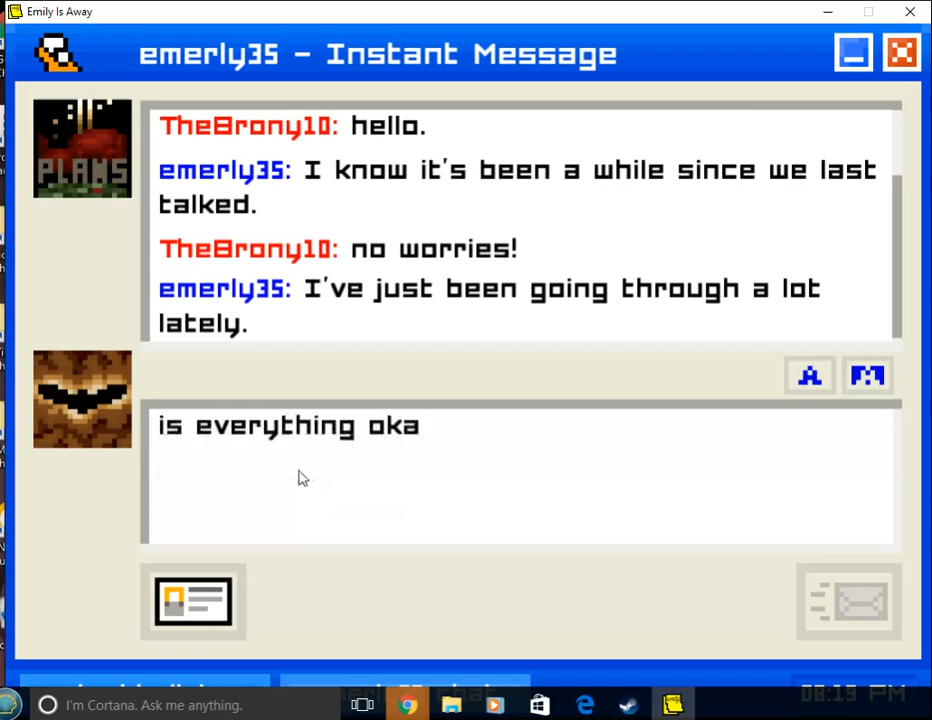 Emily Is Away
emerly35 - Instant Message
TheBrony10: hello.
emerly35: I know it's been a while since we last
talked.
TheBrony10: no worries!
emerly35: I've just been going through a lot
lately.
PLAWS
A
M
is everything oka
08:19 PM
I'm Cortana. Ask me anything.